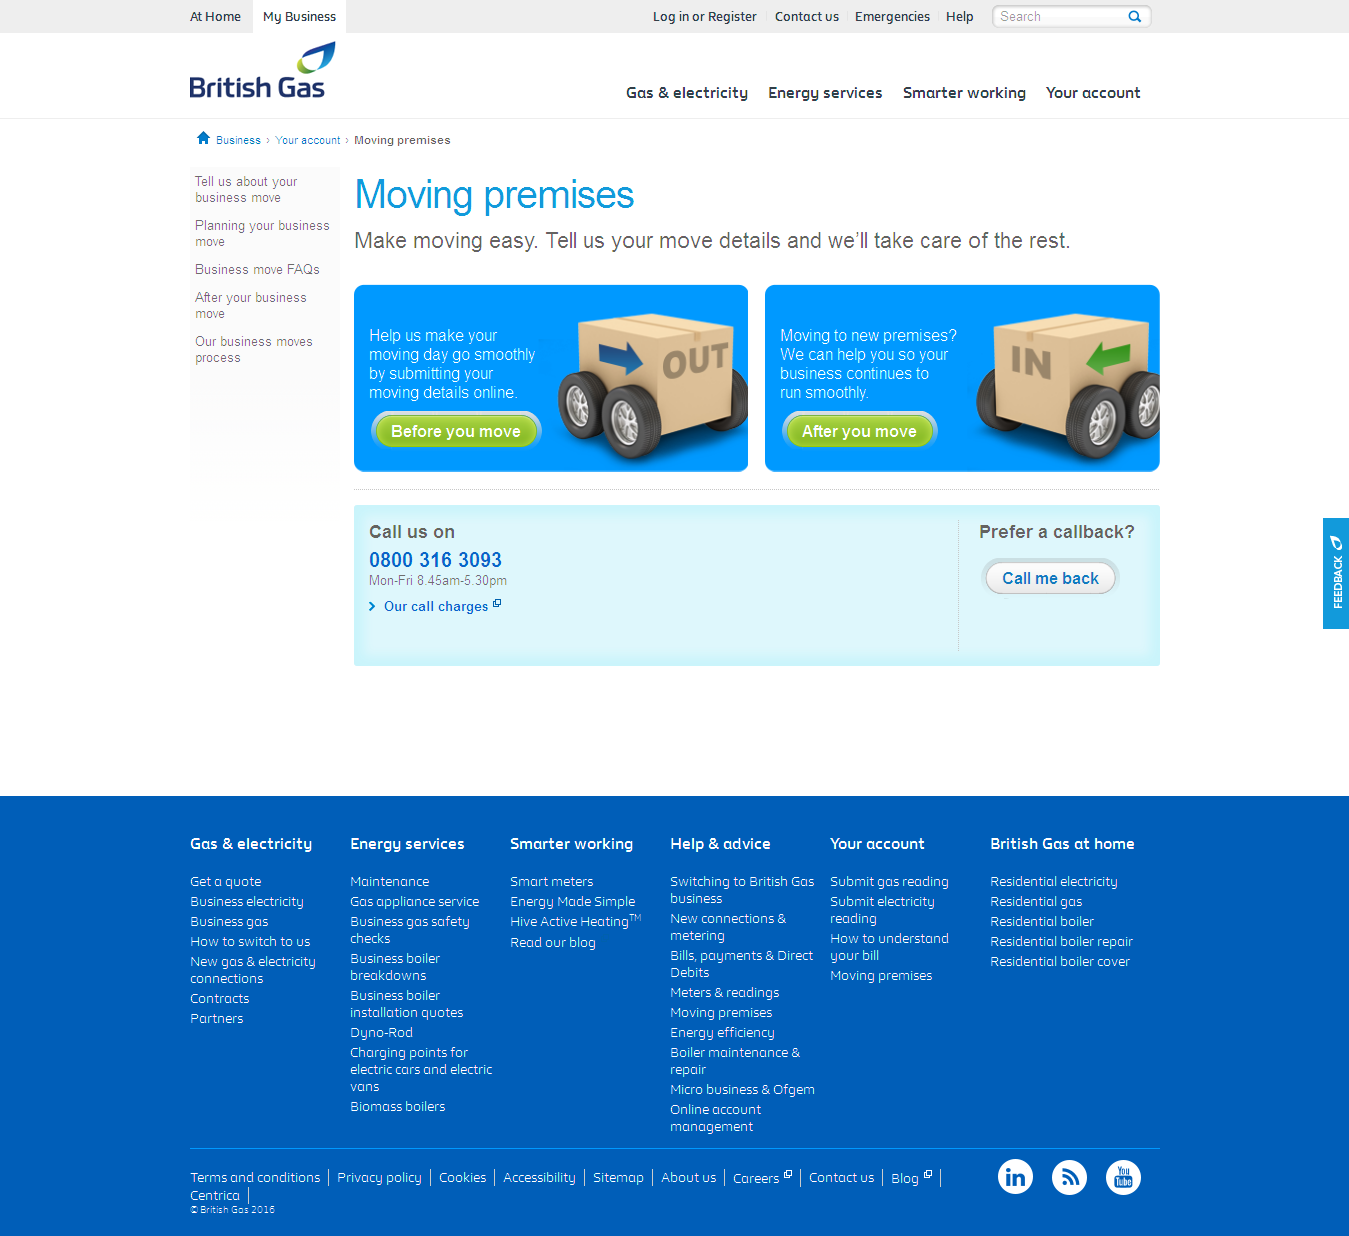 At Home
My Business
Log in or Register
Contact us
Emergencies
Help
Search
British Gas
Gas & electricity
Energy services
Smarter working
Your account
Business › Your account › Moving premises
Tell us about your
business move
Planning your business
move
Business move FAQs
After your business
move
Our business moves
process
Moving premises
Make moving easy. Tell us your move details and we'll take care of the rest.
Help us make your
moving day go smoothly
by submitting your
moving details online.
Before you move
OUT
Moving to new premises?
We can help you so your
business continues to
run smoothly.
After you move
IN
Call us on
0800 316 3093
Mon-Fri 8.45am-5.30pm
Our call charges
Prefer a callback?
Call me back
FEEDBACK
Gas & electricity
Get a quote
Business electricity
Business gas
How to switch to us
New gas & electricity
connections
Contracts
Partners
Energy services
Maintenance
Gas appliance service
Business gas safety
checks
Business boiler
breakdowns
Business boiler
installation quotes
Dyno-Rod
Charging points for
electric cars and electric
vans
Biomass boilers
Smarter working
Smart meters
Energy Made Simple
Hive Active Heating™
Read our blog
Help & advice
Switching to British Gas
business
New connections &
metering
Bills, payments & Direct
Debits
Meters & readings
Moving premises
Energy efficiency
Boiler maintenance &
repair
Micro business & Ofgem
Online account
management
Your account
Submit gas reading
Submit electricity
reading
How to understand
your bill
Moving premises
British Gas at home
Residential electricity
Residential gas
Residential boiler
Residential boiler repair
Residential boiler cover
Terms and conditions | Privacy policy | Cookies | Accessibility | Sitemap | About us | Careers | Contact us | Blog |
Centrica |
© British Gas 2016
in
You
Tube